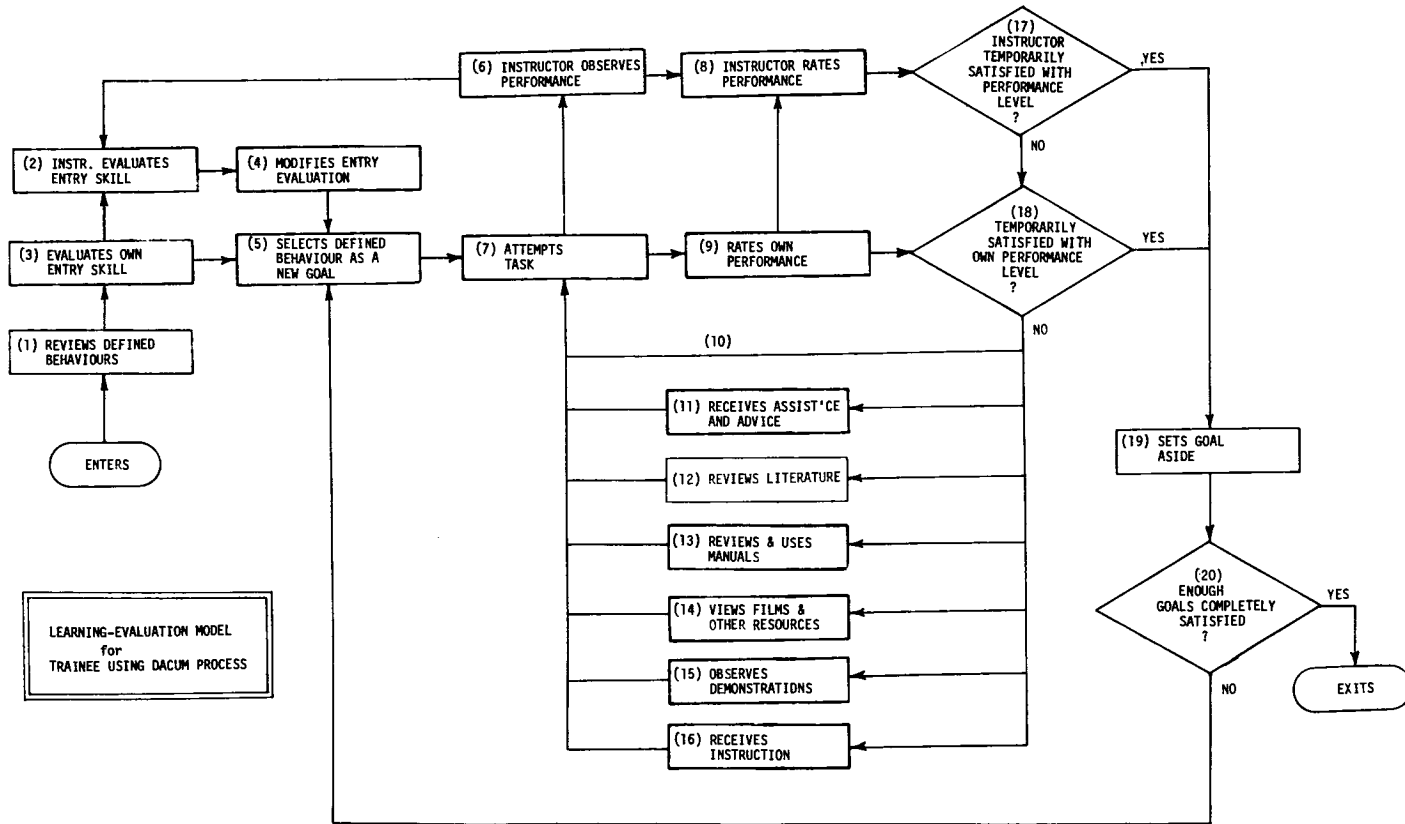 (17)
INSTRUCTOR
TEMPORARILY
SATISFIED WITH
PERFORMANCE
LEVEL
?
YES
NO
(6) INSTRUCTOR OBSERVES
PERFORMANCE
(8) INSTRUCTOR RATES
PERFORMANCE
(2) INSTR. EVALUATES
ENTRY SKILL
(4) MODIFIES ENTRY
EVALUATION
(3) EVALUATES OWN
ENTRY SKILL
(5) SELECTS DEFINED
BEHAVIOUR AS A
NEW GOAL
(7) ATTEMPTS
TASK
(9) RATES OWN
PERFORMANCE
(18)
TEMPORARILY
SATISFIED WITH
OWN PERFORMANCE
LEVEL
?
YES
NO
(1) REVIEWS DEFINED
BEHAVIOURS
ENTERS
(10)
(11) RECEIVES ASSIST'CE
AND ADVICE
(12) REVIEWS LITERATURE
(13) REVIEWS & USES
MANUALS
(14) VIEWS FILMS &
OTHER RESOURCES
(15) OBSERVES
DEMONSTRATIONS
(16) RECEIVES
INSTRUCTION
(19) SETS GOAL
ASIDE
(20)
ENOUGH
GOALS COMPLETELY
SATISFIED
?
YES
NO
EXITS
LEARNING-EVALUATION MODEL
for
TRAINEE USING DACUM PROCESS